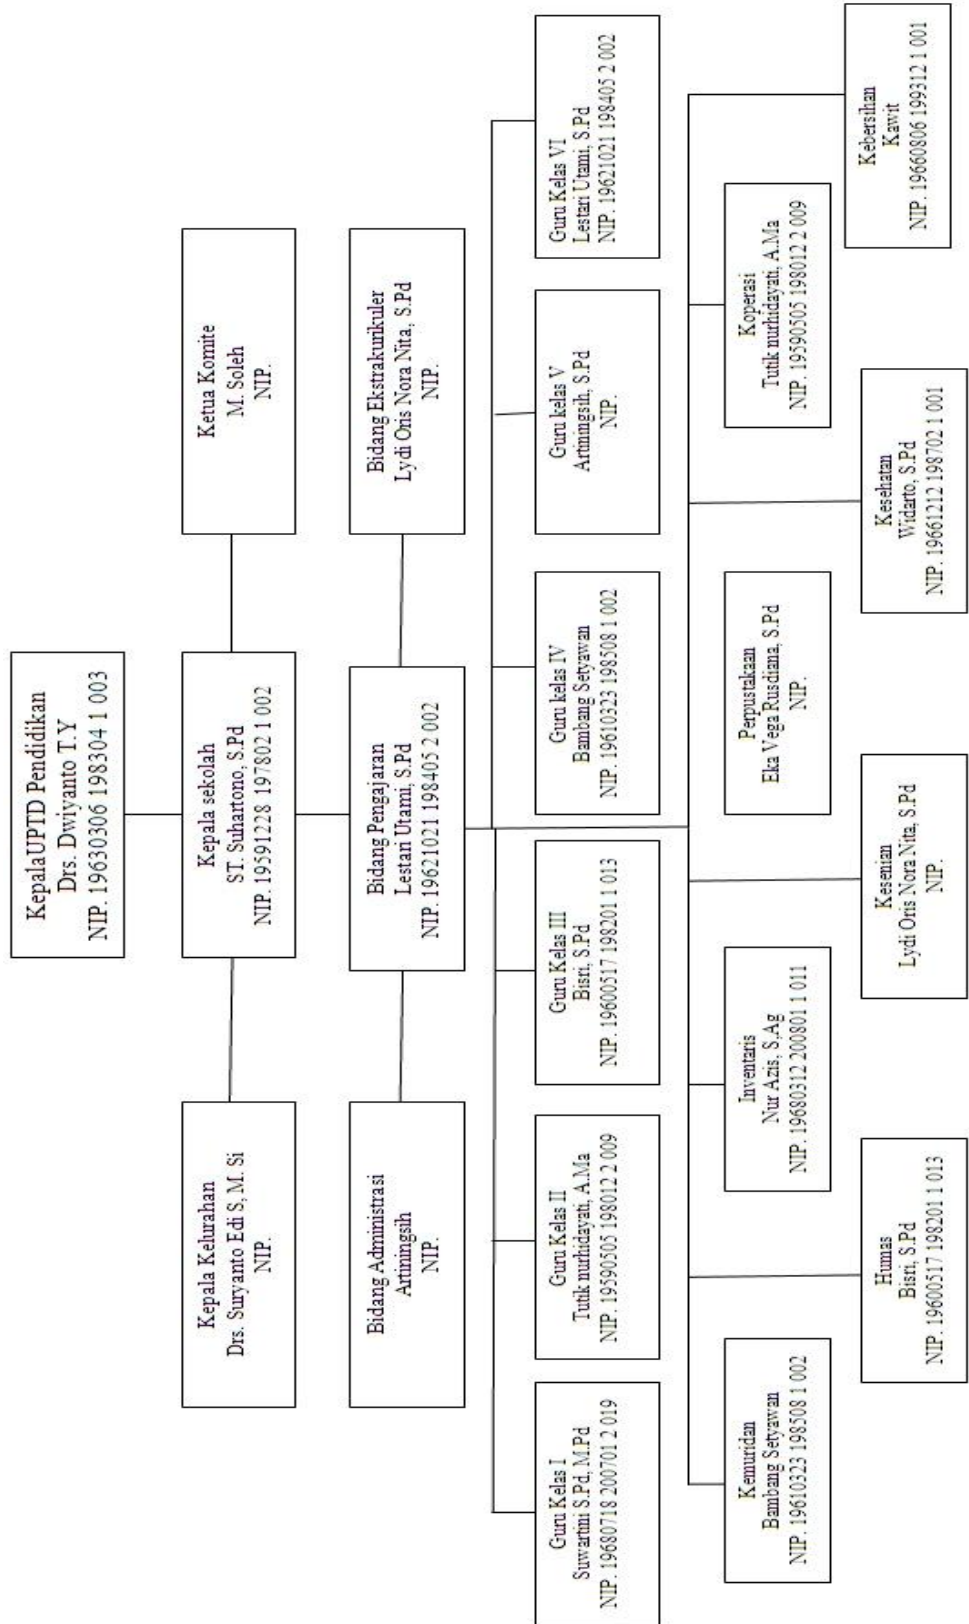 KepalaUPTD Pendidikan
Drs. Dwiyanto T.Y
NIP. 19630306 198304 1 003
Kepala Kelurahan
Drs. Suryanto Edi S, M. Si
NIP.
Kepala sekolah
ST. Suhartono, S.Pd
NIP.19591228 197802 1 002
Ketua Komite
M. Soleh
NIP.
Bidang Administrasi
Artiningsih
NIP.
Bidang Pengajaran
Lestari Utami, S.Pd
NIP. 19621021 198405 2 002
Bidang Ekstrakurikuler
Lydi Oris Nora Nita, S.Pd
NIP.
Guru Kelas I
Suwartini S.Pd, M.Pd
NIP. 19680718 200701 2 019
Guru Kelas II
Tutik nurhidayati, A.Ma
NIP. 19590505 198012 2 009
Guru Kelas III
Bisri, S.Pd
NIP. 19600517 198201 1 013
Guru kelas IV
Bambang Setyawan
NIP. 19610323 198508 1 002
Guru kelas V
Artiningsih, S.Pd
NIP.
Guru Kelas VI
Lestari Utami, S.Pd
NIP. 19621021 198405 2 002
Kemuridan
Bambang Setyawan
NIP. 19610323 198508 1 002
Inventaris
Nur Azis, S,Ag
NIP. 19680312 200801 1 011
Perpustakaan
Eka Vega Rusdiana, S.Pd
NIP.
Koperasi
Tutik nurhidayati, A.Ma
NIP. 19590505 198012 2 009
Humas
Bisri, S.Pd
NIP. 19600517 198201 1 013
Kesenian
Lydi Oris Nora Nita, S.Pd
NIP.
Kesehatan
Widarto, S.Pd
NIP. 19661212 198702 1 001
Kebersihan
Kawit
NIP. 19660806 199312 1 001